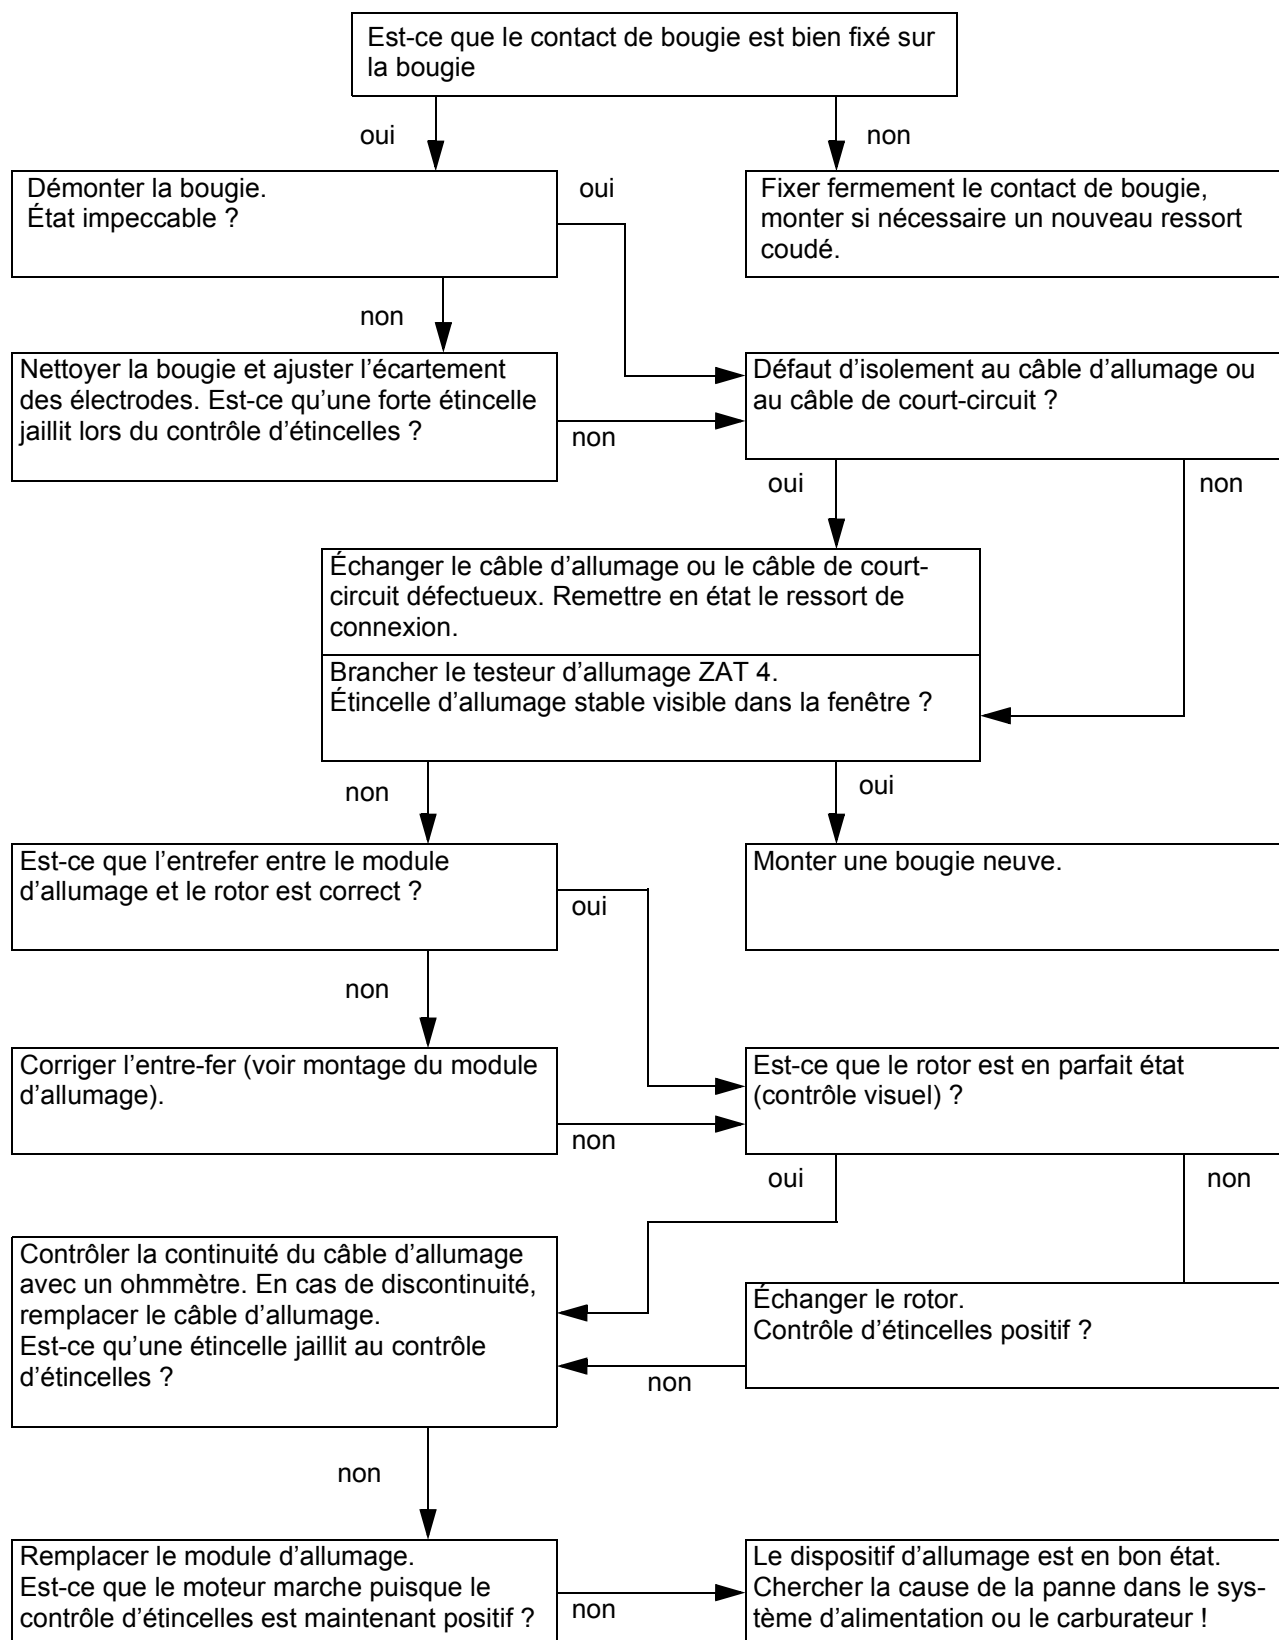 Est-ce que le contact de bougie est bien fixé sur
la bougie
oui
non
Démonter la bougie.
État impeccable ?
oui
Fixer fermement le contact de bougie,
monter si nécessaire un nouveau ressort
coudé.
non
Nettoyer la bougie et ajuster l’écartement
des électrodes. Est-ce qu’une forte étincelle
jaillit lors du contrôle d’étincelles ?
non
Défaut d’isolement au câble d’allumage ou
au câble de court-circuit ?
oui
non
Échanger le câble d’allumage ou le câble de court-
circuit défectueux. Remettre en état le ressort de
connexion.
Brancher le testeur d’allumage ZAT 4.
Étincelle d’allumage stable visible dans la fenêtre ?
non
oui
Est-ce que l’entrefer entre le module
d’allumage et le rotor est correct ?
oui
Monter une bougie neuve.
non
Corriger l’entre-fer (voir montage du module
d’allumage).
non
Est-ce que le rotor est en parfait état
(contrôle visuel) ?
oui
non
Contrôler la continuité du câble d’allumage
avec un ohmmètre. En cas de discontinuité,
remplacer le câble d’allumage.
Est-ce qu’une étincelle jaillit au contrôle
d’étincelles ?
Échanger le rotor.
Contrôle d’étincelles positif ?
non
non
Remplacer le module d’allumage.
Est-ce que le moteur marche puisque le
contrôle d’étincelles est maintenant positif ?
non
Le dispositif d’allumage est en bon état.
Chercher la cause de la panne dans le sys-
tème d’alimentation ou le carburateur !